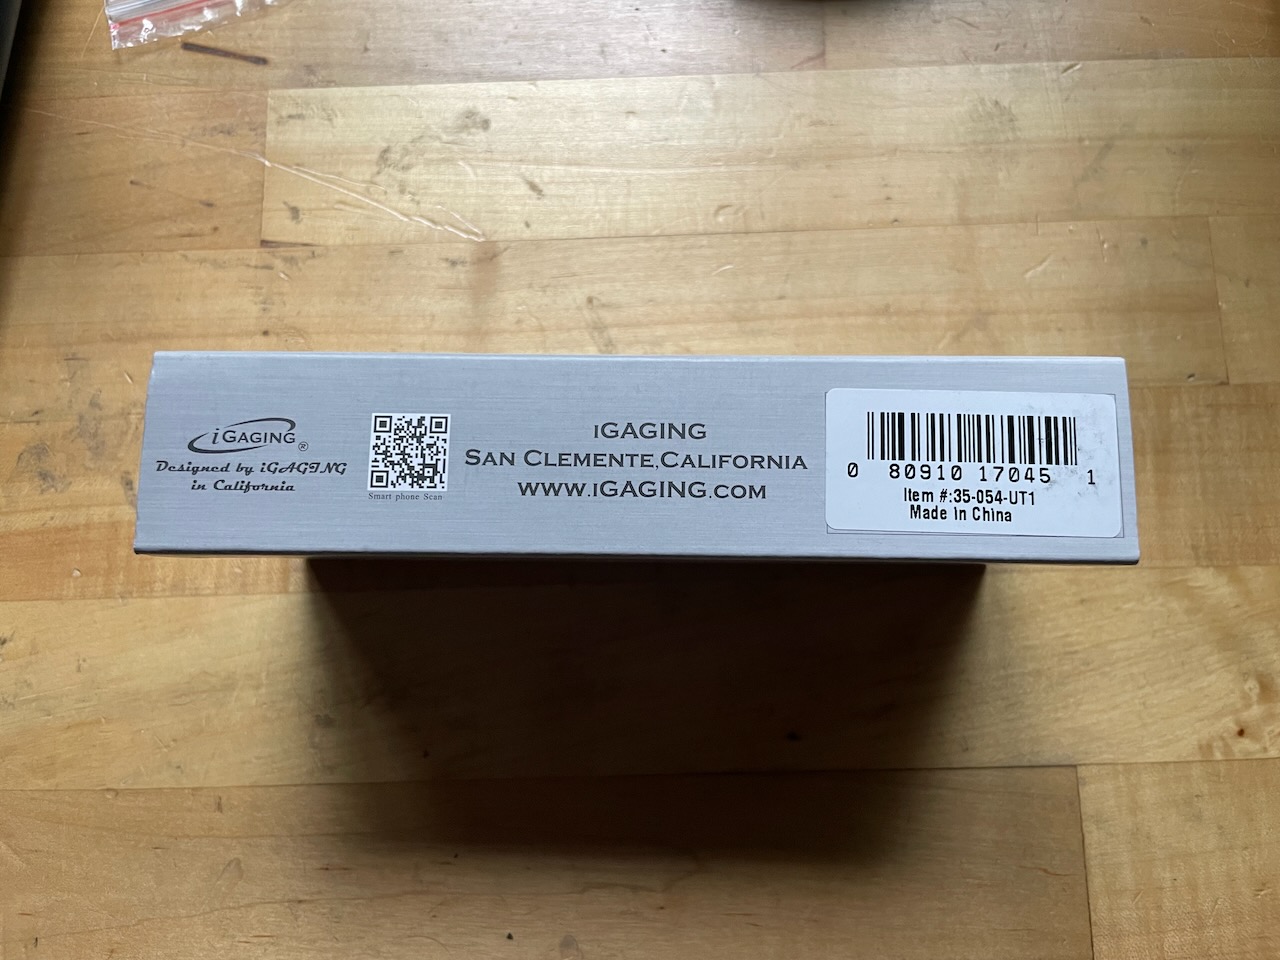 iGAGING®
Designed by iGAGING
in California
Smart phone Scan
iGAGING
SAN CLEMENTE,CALIFORNIA
WWW.iGAGING.COM
0 80910 17045 1
Item #:35-054-UT1
Made In China